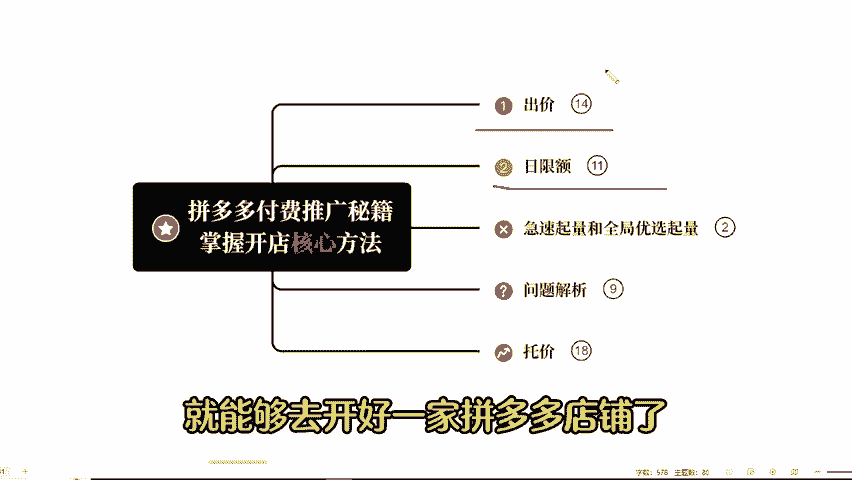 1 出价 14
2 日限额 11
拼多多付费推广秘籍
掌握开店核心方法
急速起量和全局优选起量 2
? 问题解析 9
托价 18
就能够去开好一家拼多多店铺了
字数: 578 主题数: 80